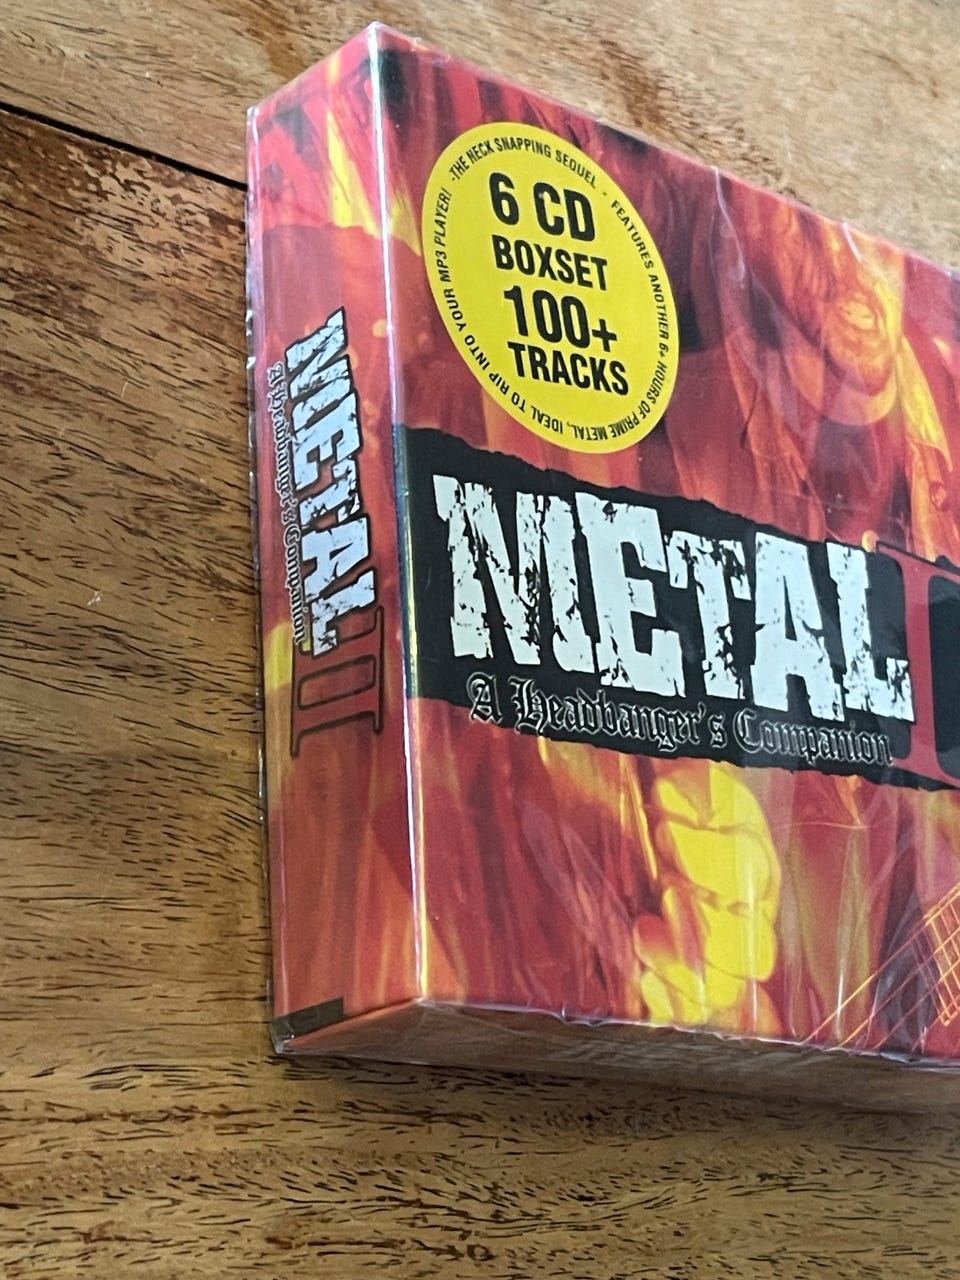 -THE NECK SNAPPING SEQUEL - FEATURES ANOTHER 6+ HOURS OF PRIME METAL, IDEAL TO RIP INTO YOUR MP3 PLAYER!
6 CD
BOXSET
100+
TRACKS
METAL II
A Headbanger's Companion
METAL II
A Headbanger's Companion